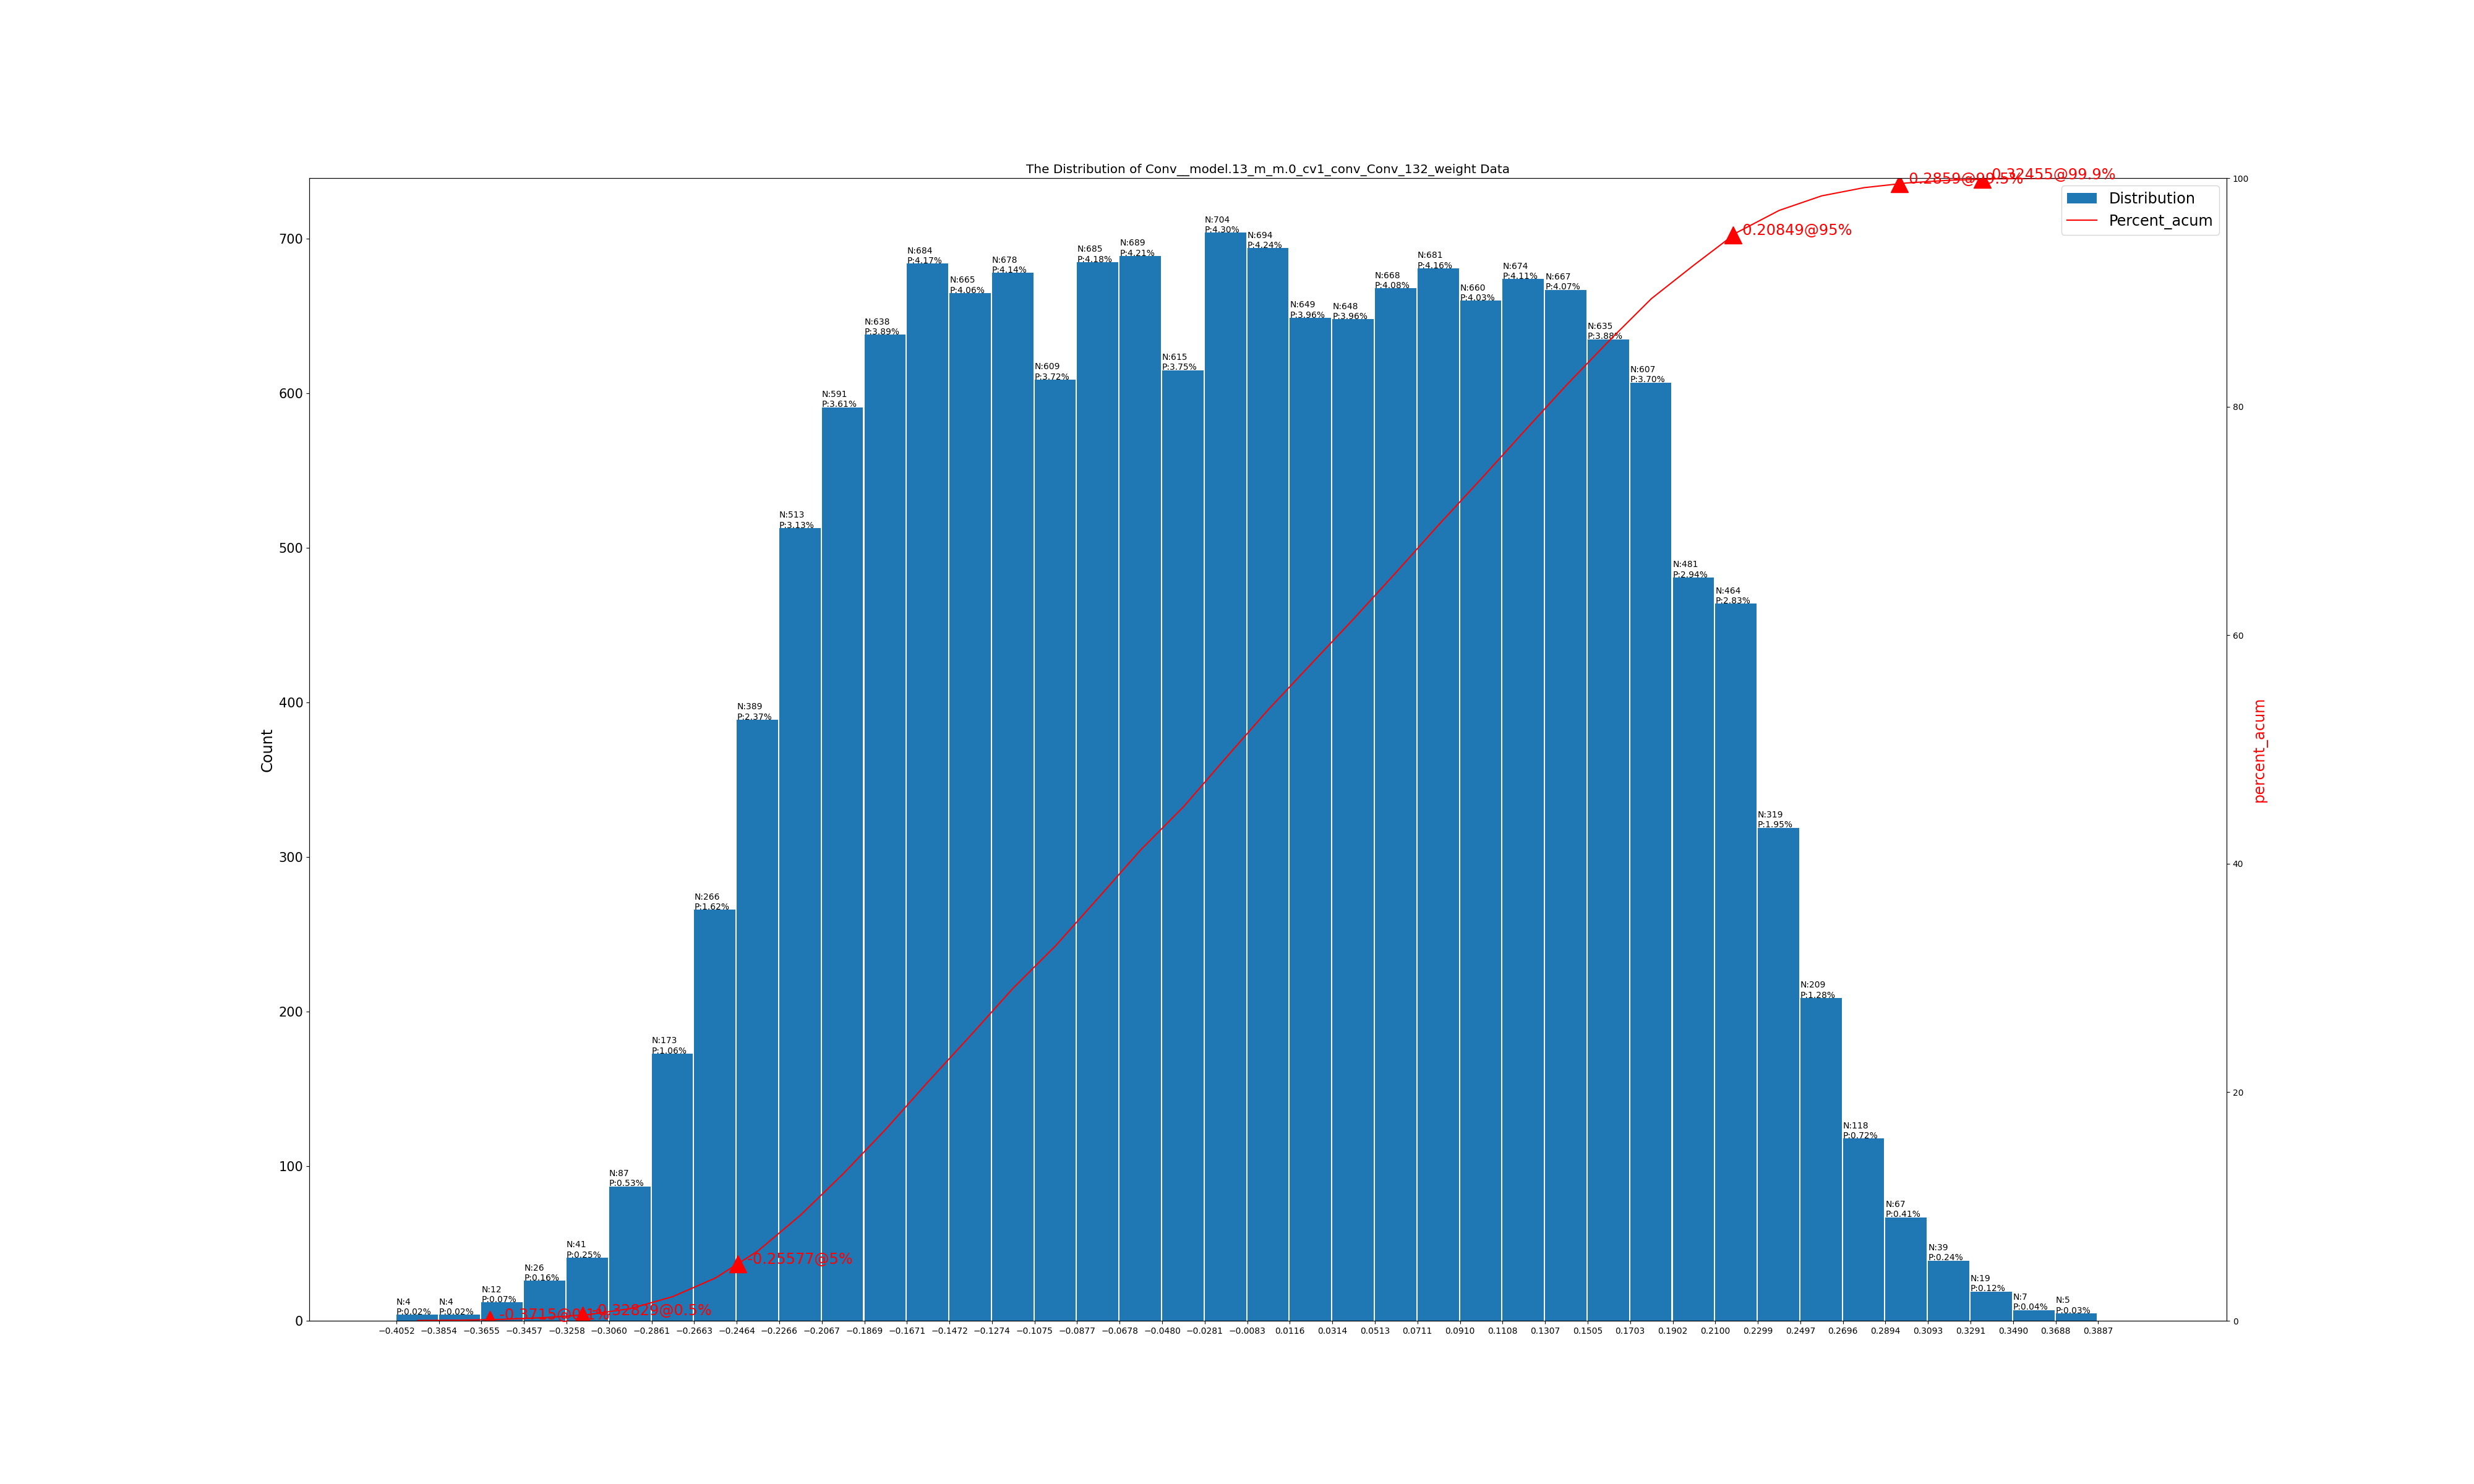 The Distribution of Conv__model.13_m_m.0_cv1_conv_Conv_132_weight Data
Distribution
Percent_acum
Count
percent_acum
700
600
500
400
300
200
100
0
100
80
60
40
20
0
N:4
P:0.02%
N:4
P:0.02%
N:12
P:0.07%
N:26
P:0.16%
N:41
P:0.25%
N:87
P:0.53%
N:173
P:1.06%
N:266
P:1.62%
N:389
P:2.37%
N:513
P:3.13%
N:591
P:3.61%
N:638
P:3.89%
N:684
P:4.17%
N:665
P:4.06%
N:678
P:4.14%
N:609
P:3.72%
N:685
P:4.18%
N:689
P:4.21%
N:615
P:3.75%
N:704
P:4.30%
N:694
P:4.24%
N:649
P:3.96%
N:648
P:3.96%
N:668
P:4.08%
N:681
P:4.16%
N:660
P:4.03%
N:674
P:4.11%
N:667
P:4.07%
N:635
P:3.88%
N:607
P:3.70%
N:481
P:2.94%
N:464
P:2.83%
N:319
P:1.95%
N:209
P:1.28%
N:118
P:0.72%
N:67
P:0.41%
N:39
P:0.24%
N:19
P:0.12%
N:7
P:0.04%
N:5
P:0.03%
-0.3715@0.1%
-0.32829@0.5%
-0.25577@5%
0.20849@95%
0.2859@99.5%
0.32455@99.9%
−0.4052 −0.3854 −0.3655 −0.3457 −0.3258 −0.3060 −0.2861 −0.2663 −0.2464 −0.2266 −0.2067 −0.1869 −0.1671 −0.1472 −0.1274 −0.1075 −0.0877 −0.0678 −0.0480 −0.0281 −0.0083 0.0116 0.0314 0.0513 0.0711 0.0910 0.1108 0.1307 0.1505 0.1703 0.1902 0.2100 0.2299 0.2497 0.2696 0.2894 0.3093 0.3291 0.3490 0.3688 0.3887